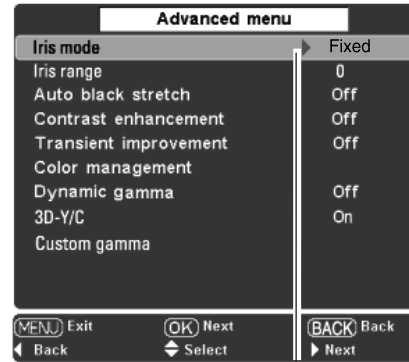 Advanced menu
Iris mode Fixed
Iris range 0
Auto black stretch Off
Contrast enhancement Off
Transient improvement Off
Color management
Dynamic gamma Off
3D-Y/C On
Custom gamma
MENU Exit OK Next BACK Back
Back Select Next